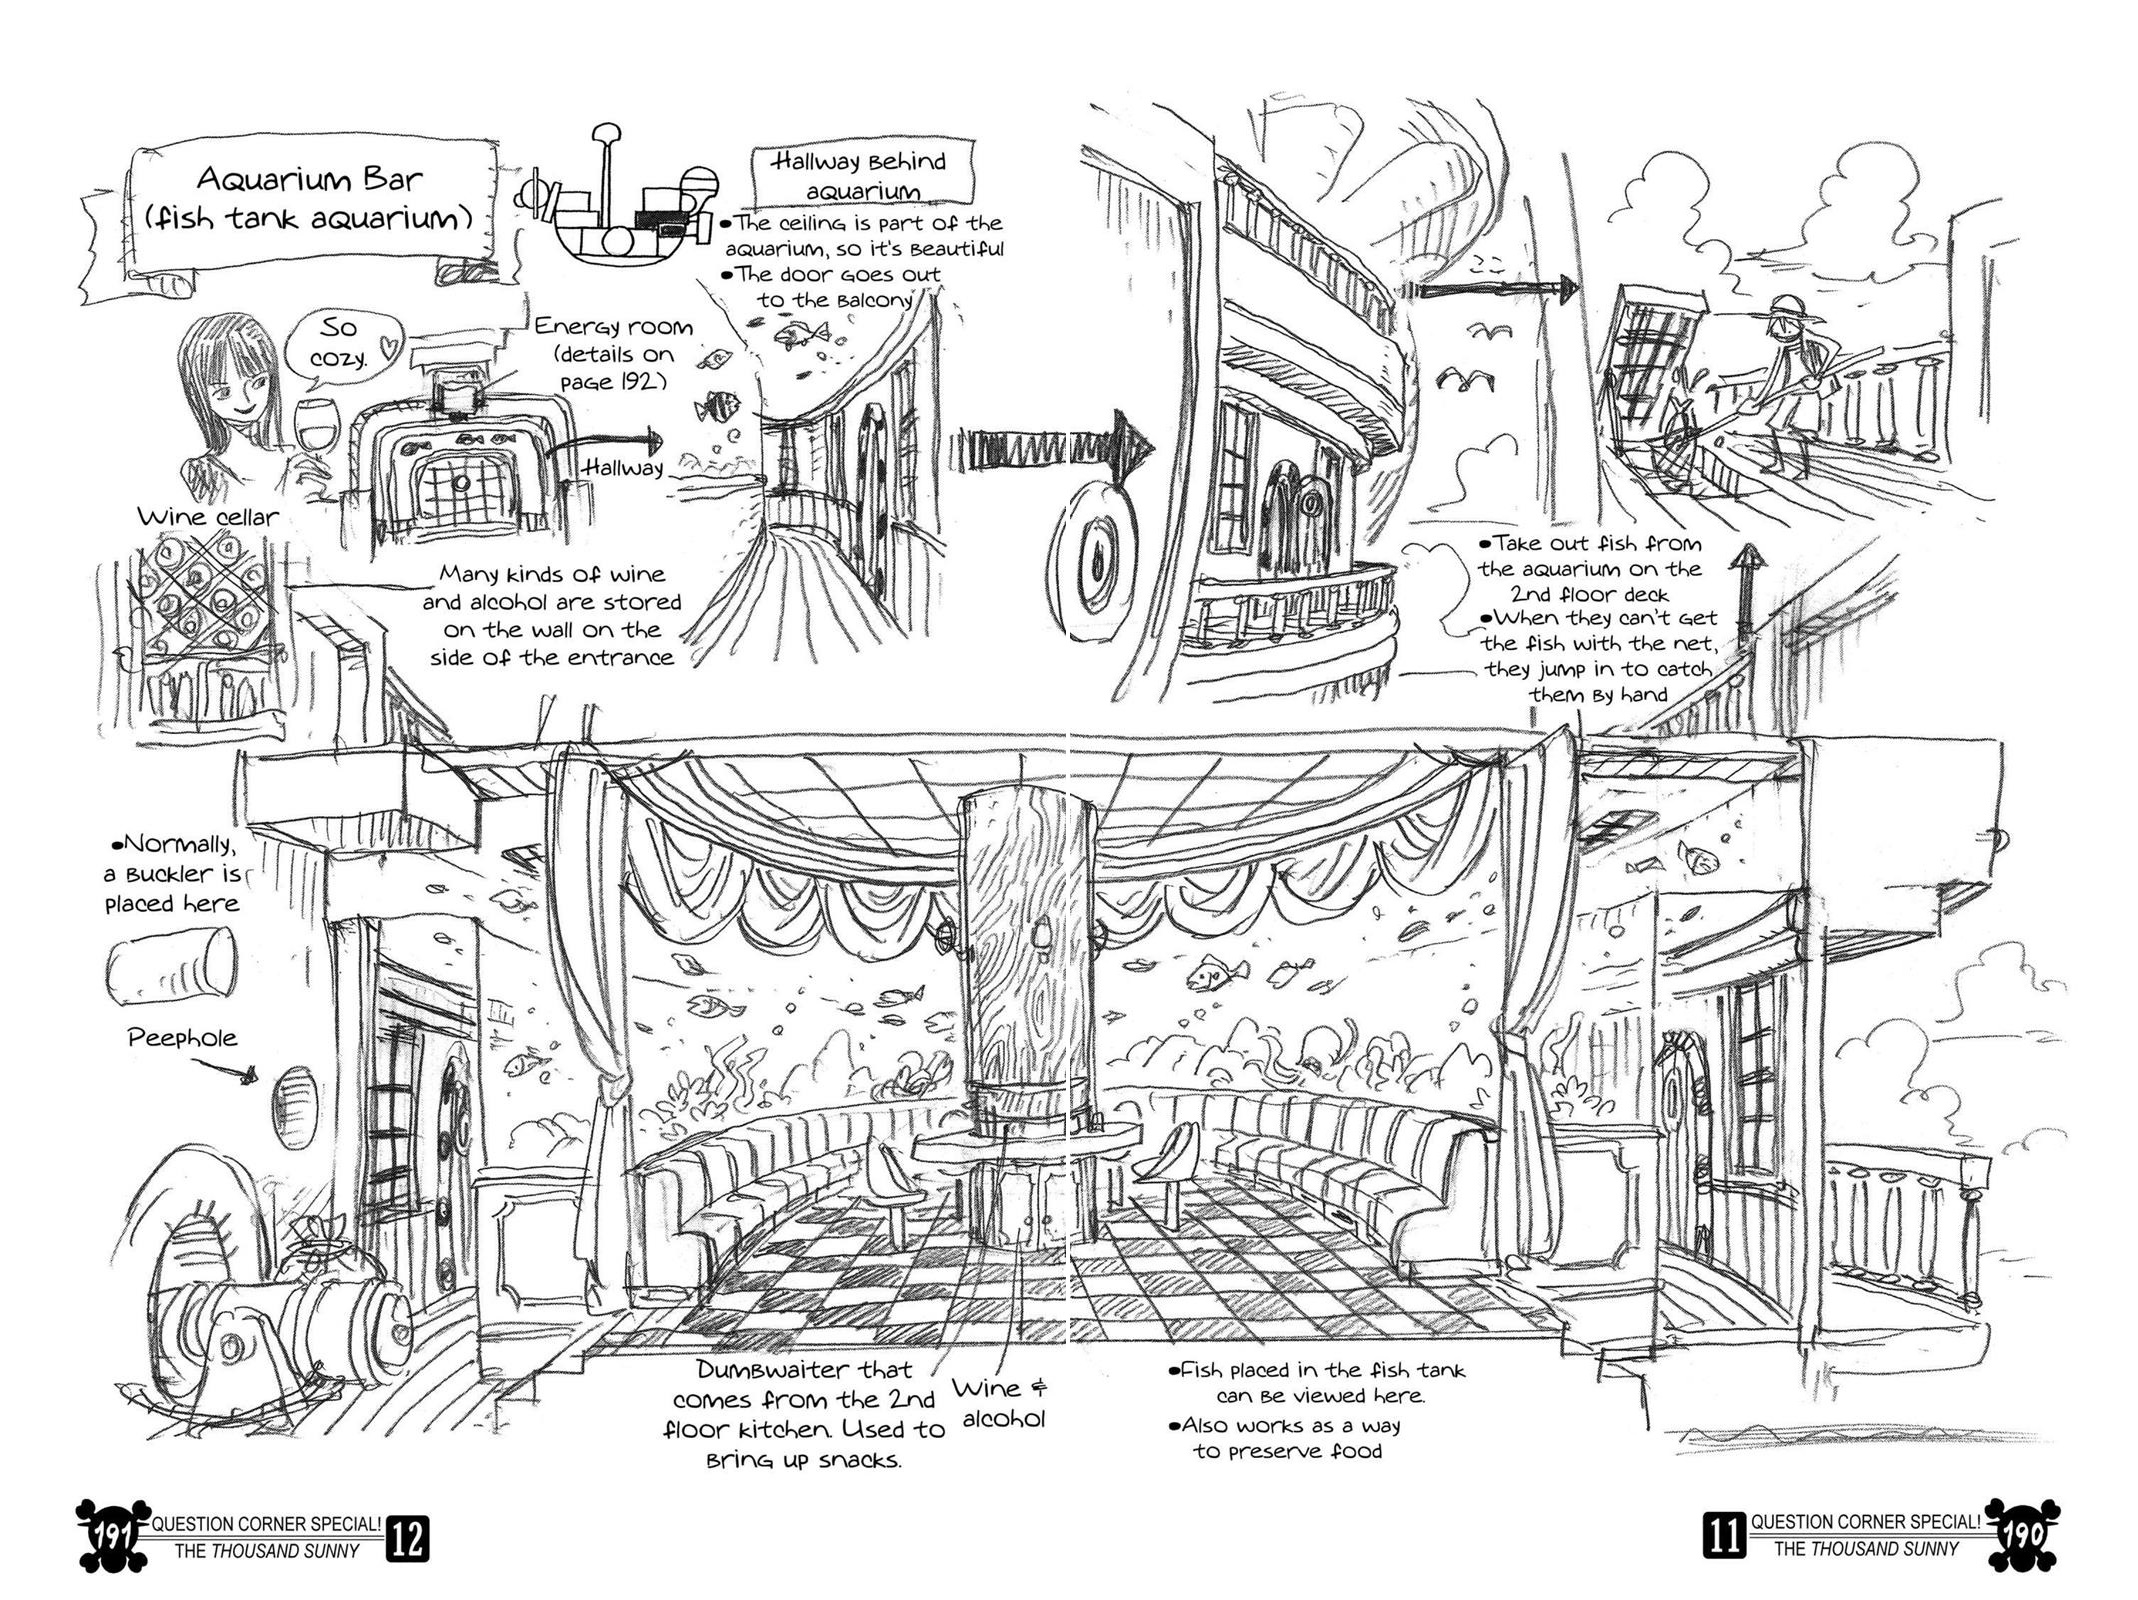 Aquarium Bar
(fish tank aquarium)
Hallway Behind
aquarium
•The ceiling is part of the
aquarium, so it's Beautiful
•The door goes out
to the Balcony
So
cozy.
Energy room
(details on
page 192)
Hallway
Wine cellar
Many kinds of wine
and alcohol are stored
on the wall on the
side of the entrance
•Take out fish from
the aquarium on the
2nd floor deck
•When they can't get
the fish with the net,
they jump in to catch
them By hand
•Normally,
a Buckler is
placed here
Peephole
DumBwaiter that
comes from the 2nd
floor kitchen. Used to
Bring up snacks.
Wine &
alcohol
•Fish placed in the fish tank
can Be viewed here.
•Also works as a way
to preserve food
191 QUESTION CORNER SPECIAL! 12
THE THOUSAND SUNNY
11 QUESTION CORNER SPECIAL! 190
THE THOUSAND SUNNY